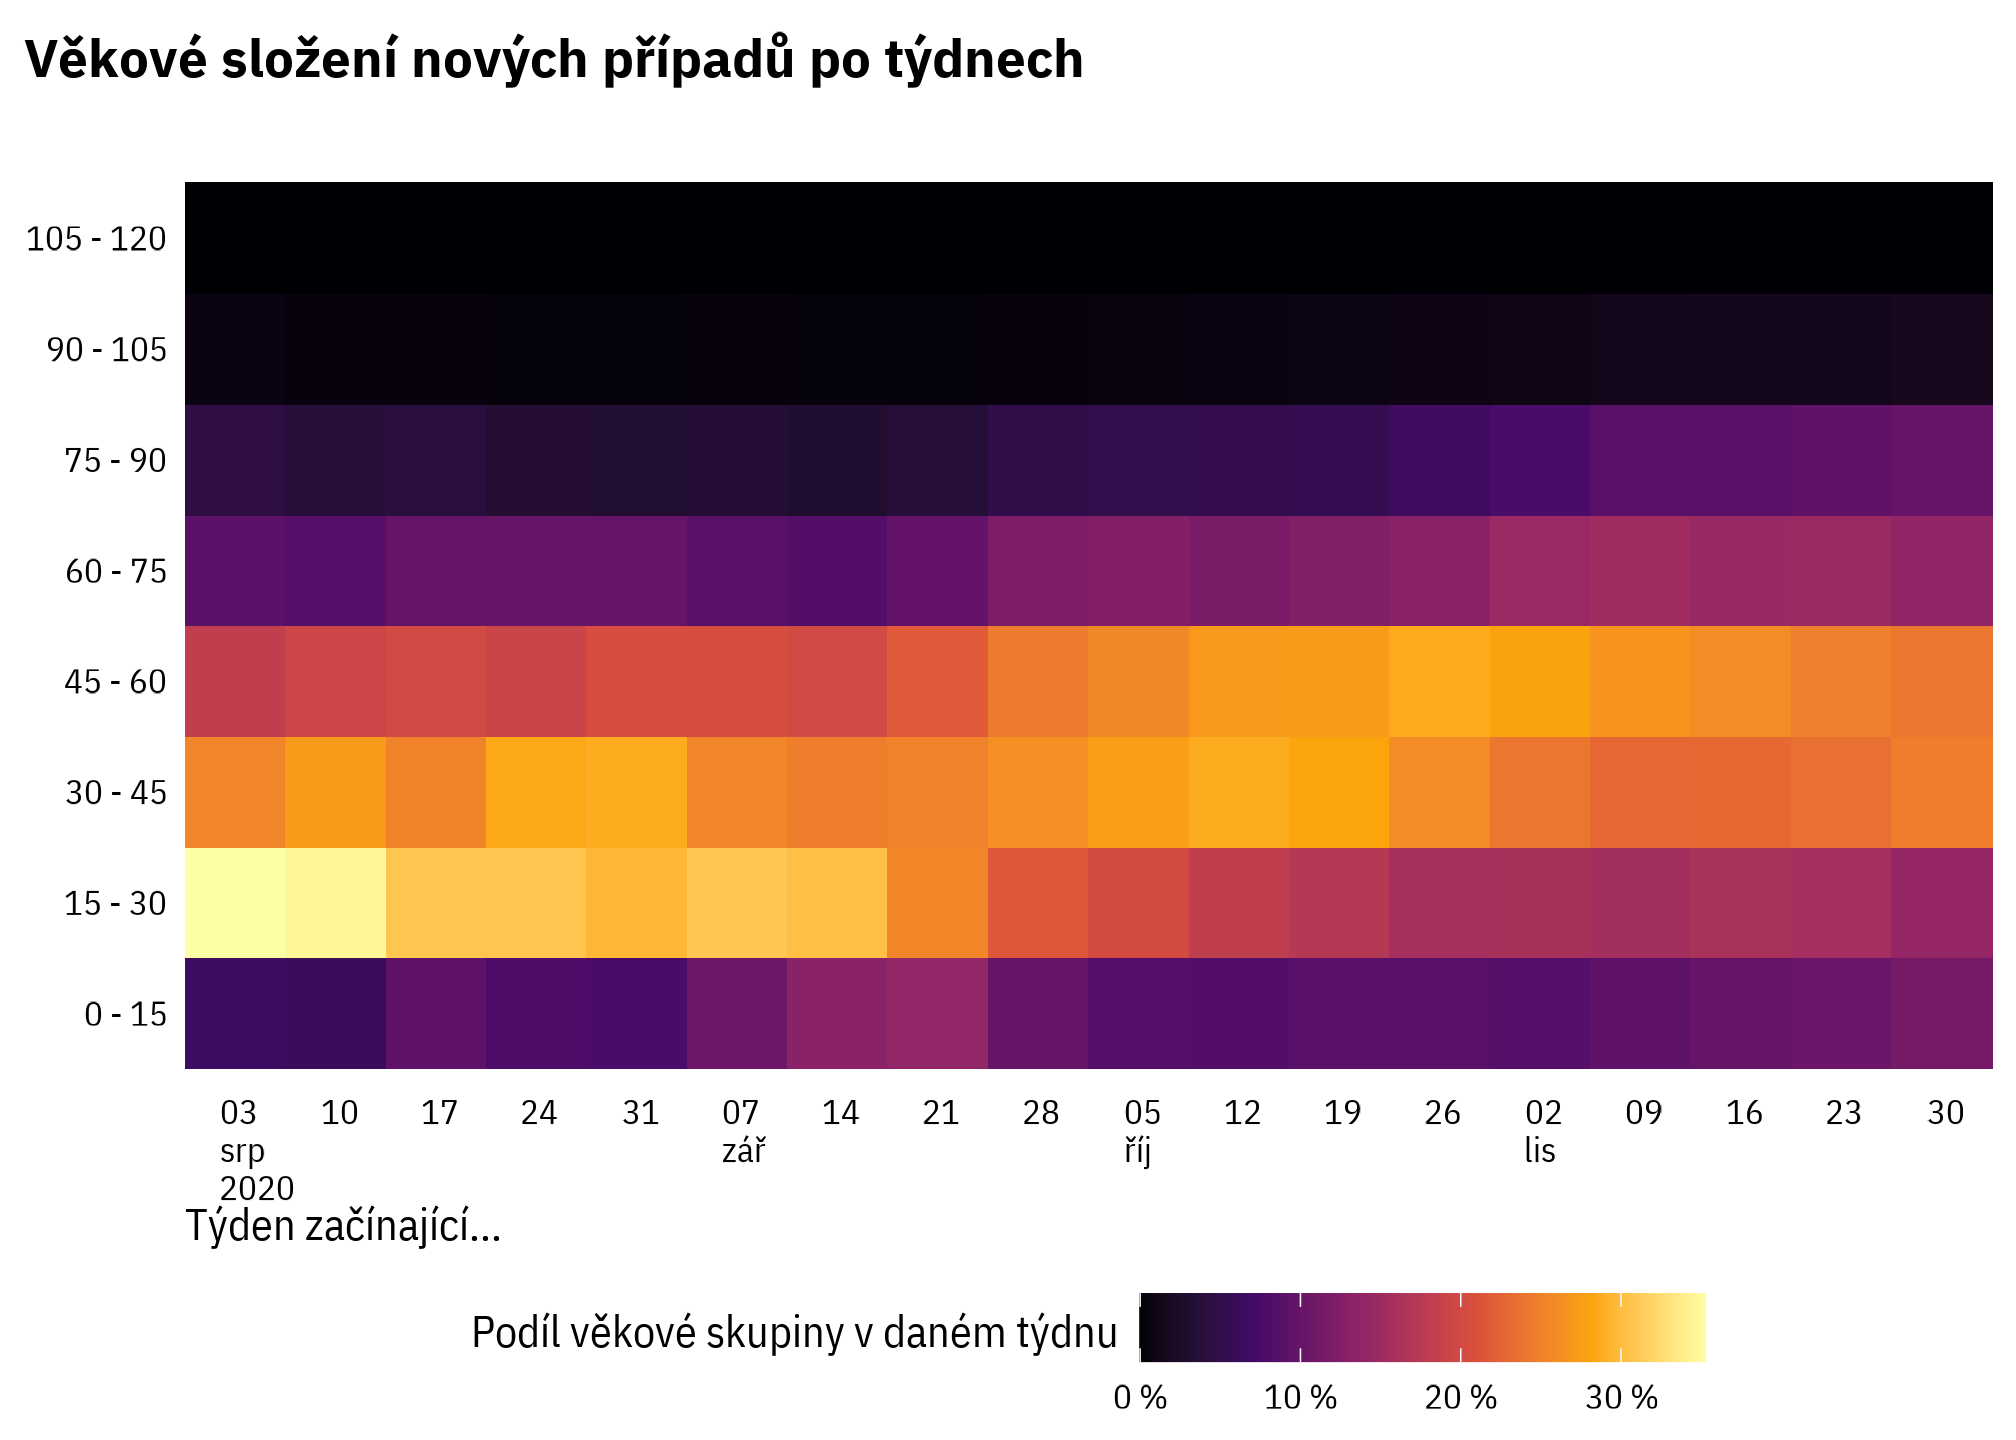 Věkové složení nových případů po týdnech
105 - 120
90 - 105
75 - 90
60 - 75
45 - 60
30 - 45
15 - 30
0 - 15
03 10 17 24 31 07 14 21 28 05 12 19 26 02 09 16 23 30
srp zář říj lis
2020
Týden začínající...
Podíl věkové skupiny v daném týdnu
0 % 10 % 20 % 30 %